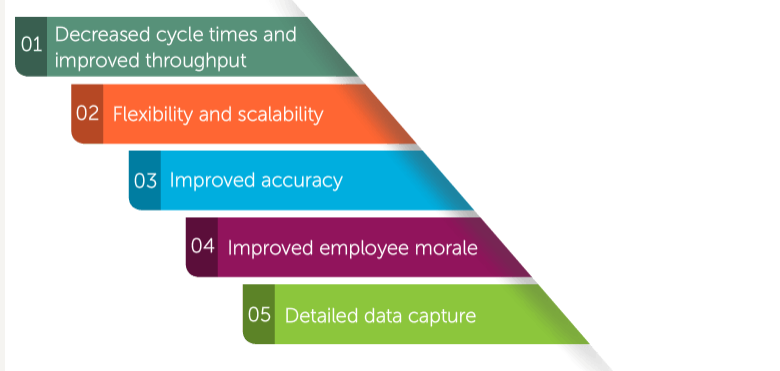 01 Decreased cycle times and
improved throughput
02 Flexibility and scalability
03 Improved accuracy
04 Improved employee morale
05 Detailed data capture